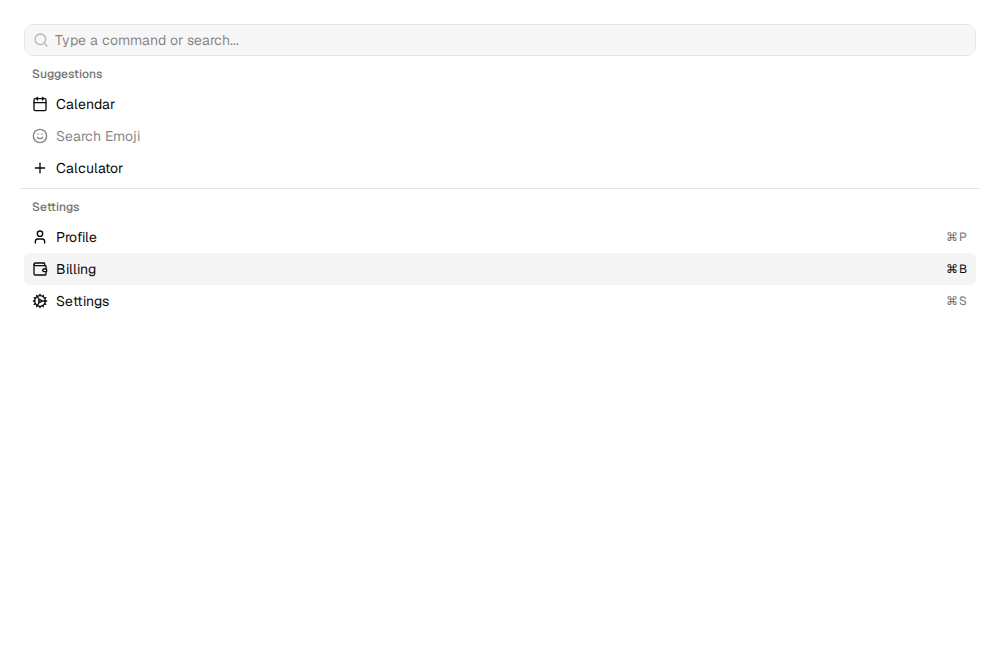 Type a command or search...
Suggestions
Calendar
Search Emoji
Calculator
Settings
Profile ⌘P
Billing ⌘B
Settings ⌘S